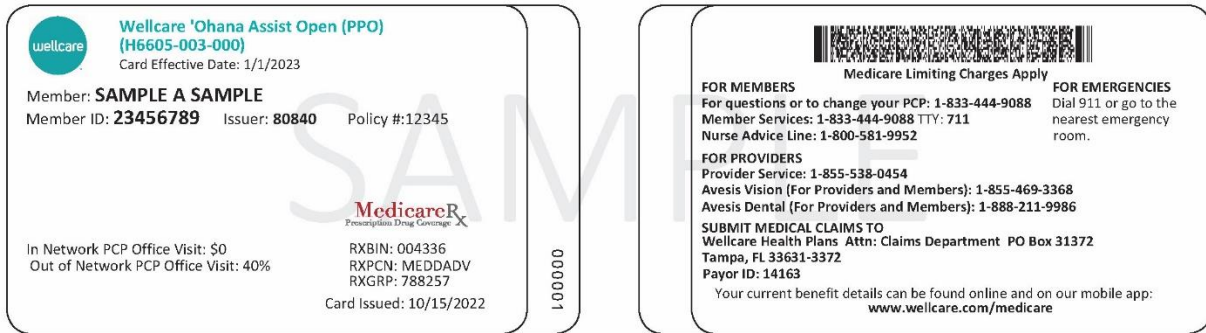 wellcare
Wellcare 'Ohana Assist Open (PPO)
(H6605-003-000)
Card Effective Date: 1/1/2023
Member: SAMPLE A SAMPLE
Member ID: 23456789 Issuer: 80840 Policy #:12345
MedicareRx
Prescription Drug Coverage
In Network PCP Office Visit: $0
Out of Network PCP Office Visit: 40%
RXBIN: 004336
RXPCN: MEDDADV
RXGRP: 788257
Card Issued: 10/15/2022
000001
SAMPLE
Medicare Limiting Charges Apply
FOR MEMBERS
For questions or to change your PCP: 1-833-444-9088
Member Services: 1-833-444-9088 TTY: 711
Nurse Advice Line: 1-800-581-9952
FOR EMERGENCIES
Dial 911 or go to the
nearest emergency
room.
FOR PROVIDERS
Provider Service: 1-855-538-0454
Avesis Vision (For Providers and Members): 1-855-469-3368
Avesis Dental (For Providers and Members): 1-888-211-9986
SUBMIT MEDICAL CLAIMS TO
Wellcare Health Plans Attn: Claims Department PO Box 31372
Tampa, FL 33631-3372
Payor ID: 14163
Your current benefit details can be found online and on our mobile app:
www.wellcare.com/medicare